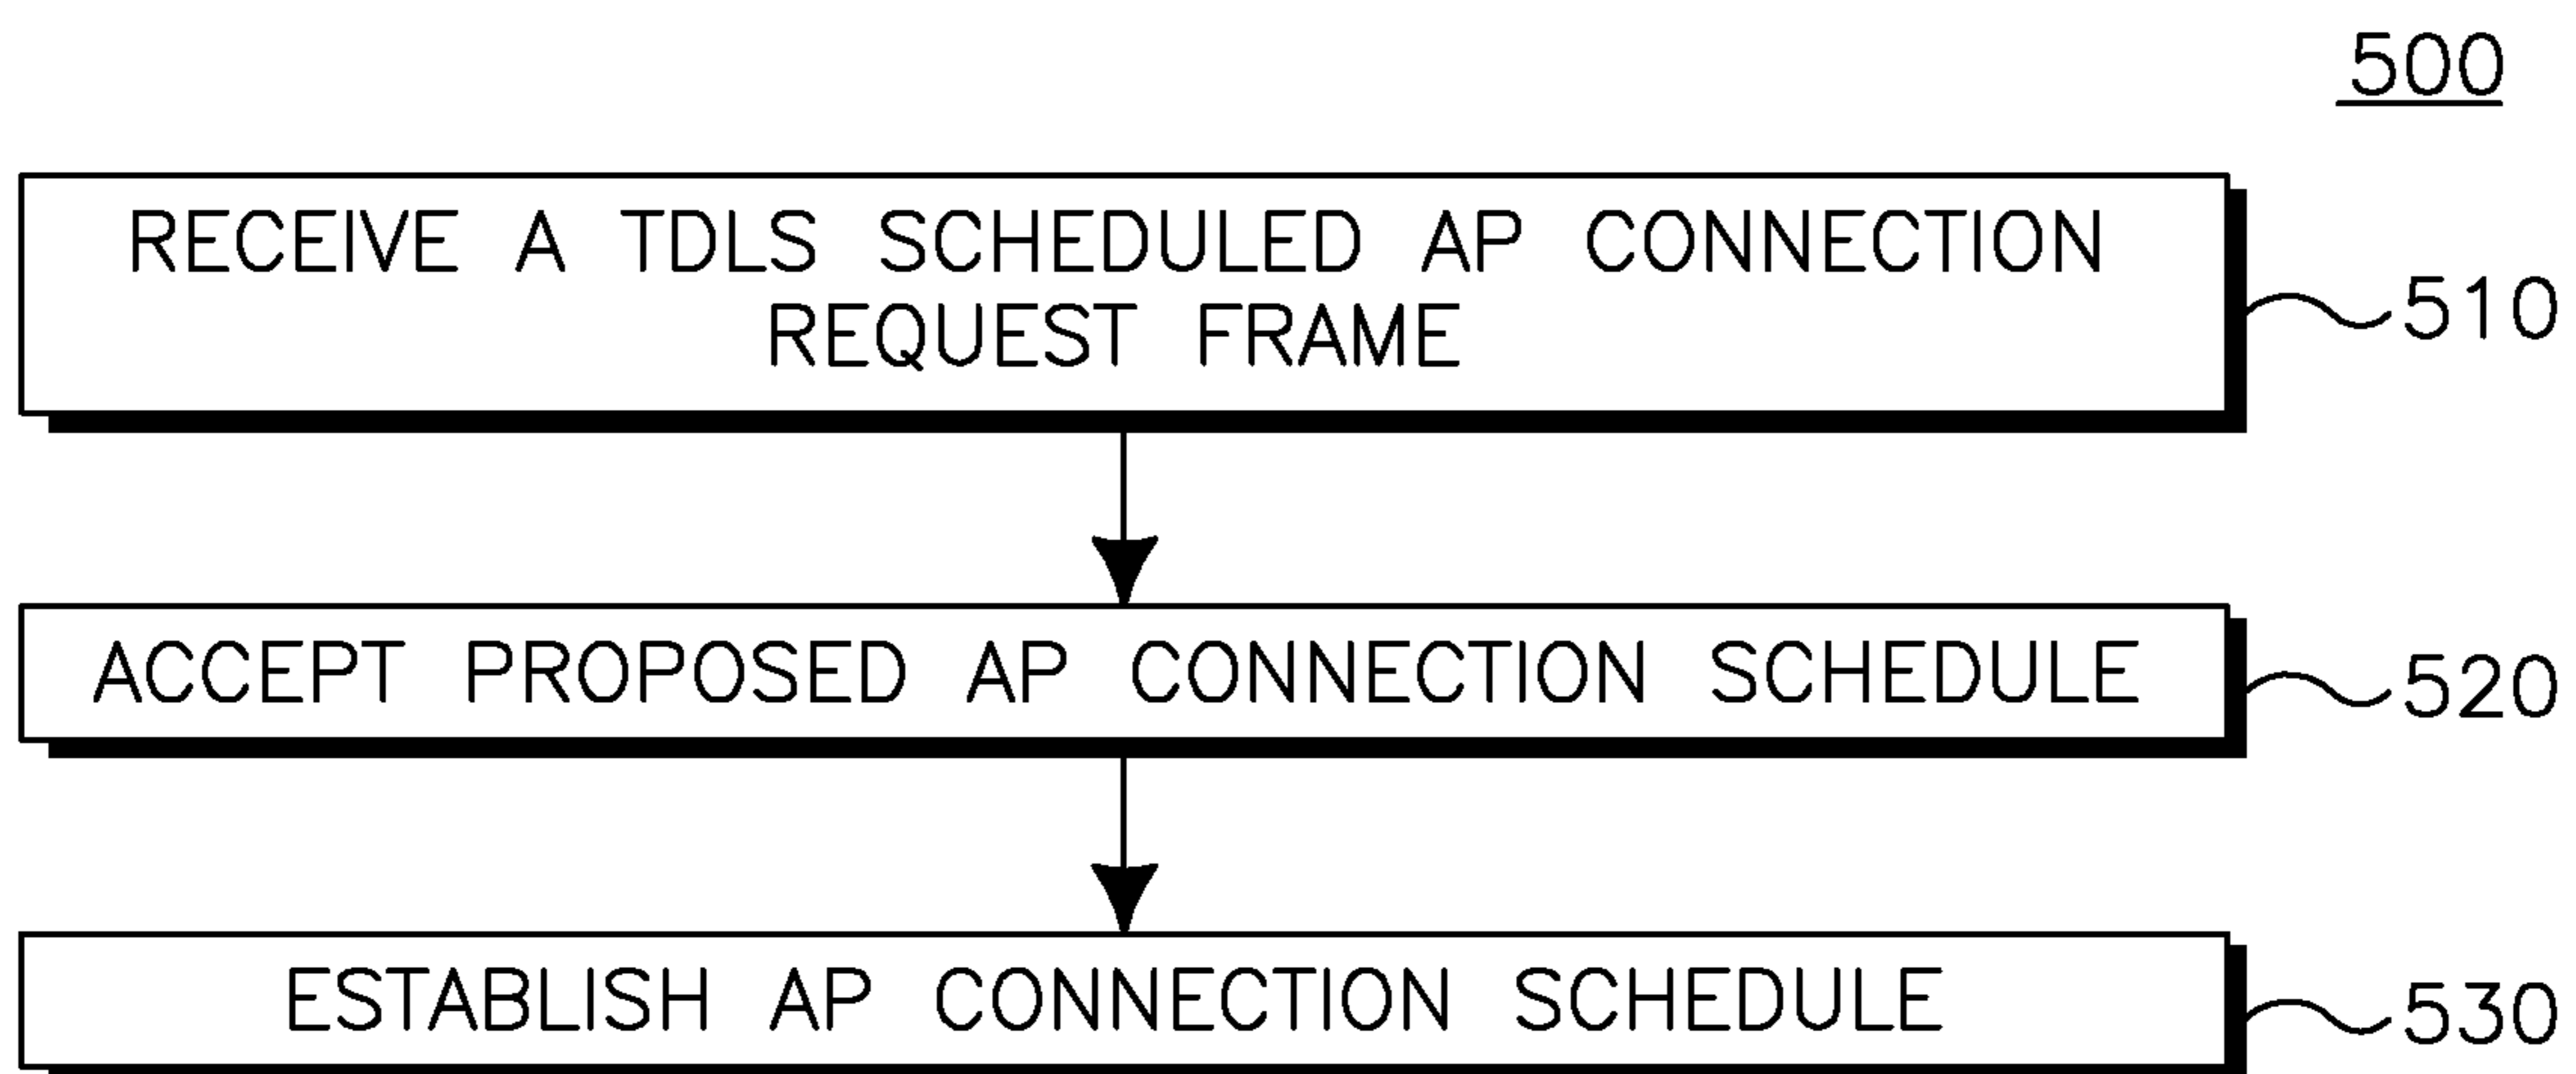 500
RECEIVE A TDLS SCHEDULED AP CONNECTION
REQUEST FRAME
510
ACCEPT PROPOSED AP CONNECTION SCHEDULE
520
ESTABLISH AP CONNECTION SCHEDULE
530